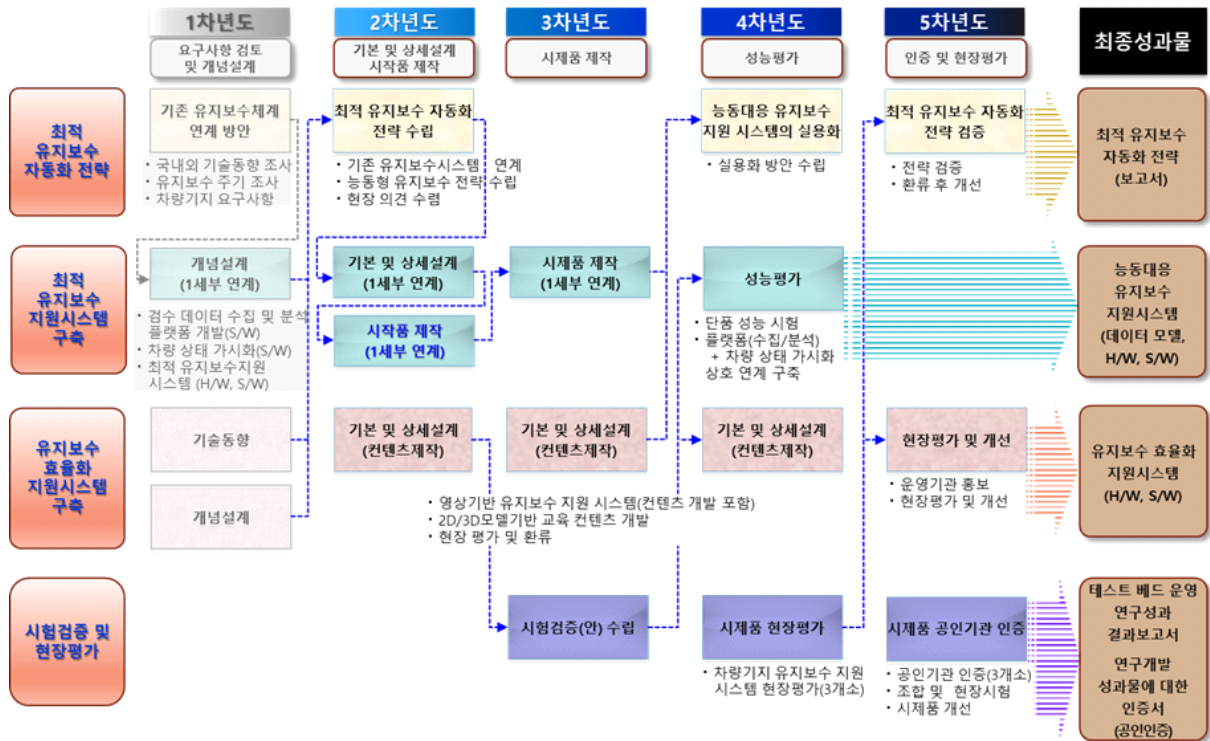 1차년도
2차년도
3차년도
4차년도
5차년도
최종성과물
요구사항 검토
및 개념설계
기본 및 상세설계
시작품 제작
시제품 제작
성능평가
인증 및 현장평가
최적
유지보수
자동화 전략
기존 유지보수체계
연계 방안
• 국내외 기술동향 조사
• 유지보수 주기 조사
• 차량기지 요구사항
최적 유지보수 자동화
전략 수립
• 기존 유지보수시스템 연계
• 능동형 유지보수 전략 수립
• 현장 의견 수렴
능동대응 유지보수
지원 시스템의 실용화
• 실용화 방안 수립
최적 유지보수 자동화
전략 검증
• 전략 검증
• 환류 후 개선
최적 유지보수
자동화 전략
(보고서)
최적
유지보수
지원시스템
구축
개념설계
(1세부 연계)
• 검수 데이터 수집 및 분석
플랫폼 개발(S/W)
• 차량 상태 가시화(S/W)
• 최적 유지보수지원
시스템 (H/W, S/W)
기본 및 상세설계
(1세부 연계)
시작품 제작
(1세부 연계)
시제품 제작
(1세부 연계)
성능평가
• 단품 성능 시험
• 플랫폼(수집/분석)
+ 차량 상태 가시화
상호 연계 구축
능동대응
유지보수
지원시스템
(데이터 모델,
H/W, S/W)
유지보수
효율화
지원시스템
구축
기술동향
개념설계
기본 및 상세설계
(컨텐츠제작)
기본 및 상세설계
(컨텐츠제작)
기본 및 상세설계
(컨텐츠제작)
• 영상기반 유지보수 지원 시스템(컨텐츠 개발 포함)
• 2D/3D모델기반 교육 컨텐츠 개발
• 현장 평가 및 환류
현장평가 및 개선
• 운영기관 홍보
• 현장평가 및 개선
유지보수 효율화
지원시스템
(H/W, S/W)
시험검증 및
현장평가
시험검증(안) 수립
시제품 현장평가
• 차량기지 유지보수 지원
시스템 현장평가(3개소)
시제품 공인기관 인증
• 공인기관 인증(3개소)
• 조합 및 현장시험
• 시제품 개선
테스트 베드 운영
연구성과
결과보고서
연구개발
성과물에 대한
인증서
(공인인증)